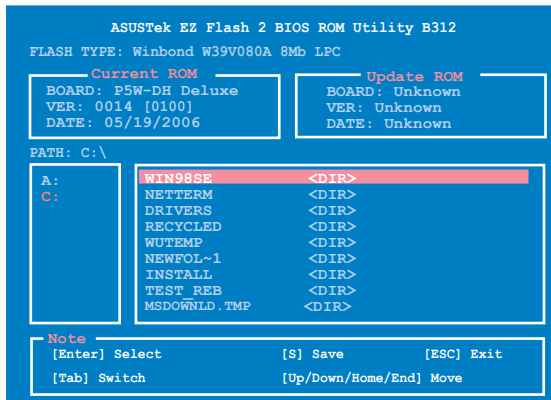 ASUSTek EZ Flash 2 BIOS ROM Utility B312
FLASH TYPE: Winbond W39V080A 8Mb LPC
Current ROM
BOARD: P5W-DH Deluxe
VER: 0014 [0100]
DATE: 05/19/2006
Update ROM
BOARD: Unknown
VER: Unknown
DATE: Unknown
PATH: C:\
A:
C:
WIN98SE <DIR>
NETTERM <DIR>
DRIVERS <DIR>
RECYCLED <DIR>
WUTEMP <DIR>
NEWFOL~1 <DIR>
INSTALL <DIR>
TEST_REB <DIR>
MSDOWNLD.TMP <DIR>
Note
[Enter] Select [S] Save [ESC] Exit
[Tab] Switch [Up/Down/Home/End] Move